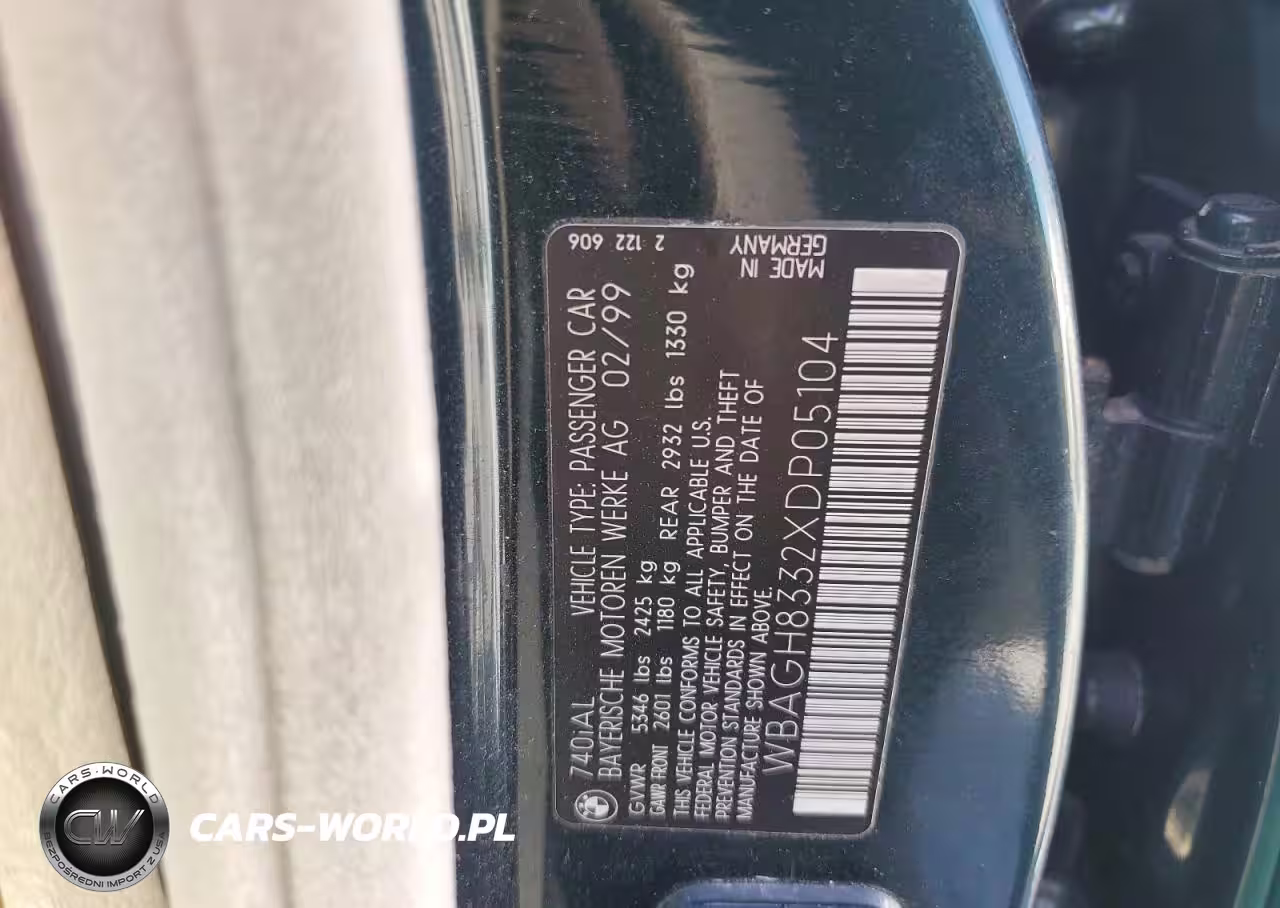 740iAL VEHICLE TYPE: PASSENGER CAR
BAYERISCHE MOTOREN WERKE AG 02/99
GVWR 5346 lbs 2425 kg
GAWR FRONT 2601 lbs 1180 kg REAR 2932 lbs 1330 kg
THIS VEHICLE CONFORMS TO ALL APPLICABLE U.S.
FEDERAL MOTOR VEHICLE SAFETY, BUMPER AND THEFT
PREVENTION STANDARDS IN EFFECT ON THE DATE OF
MANUFACTURE SHOWN ABOVE.
WBAGH8332XDP05104
2 122 606
MADE IN
GERMANY
BMW
CARS-WORLD
CW
BEZPOŚREDNI IMPORT Z USA
CARS-WORLD.PL